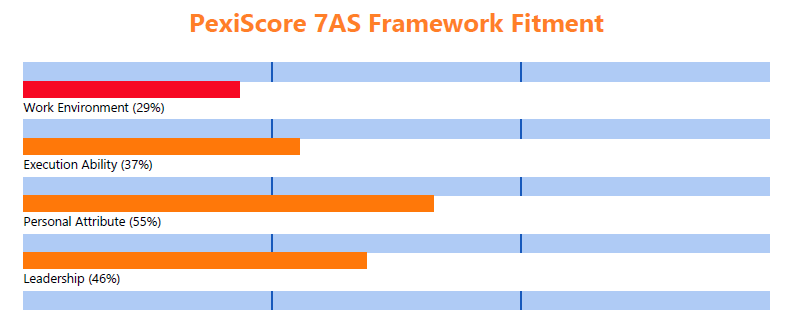 PexiScore 7AS Framework Fitment
Work Environment (29%)
Execution Ability (37%)
Personal Attribute (55%)
Leadership (46%)